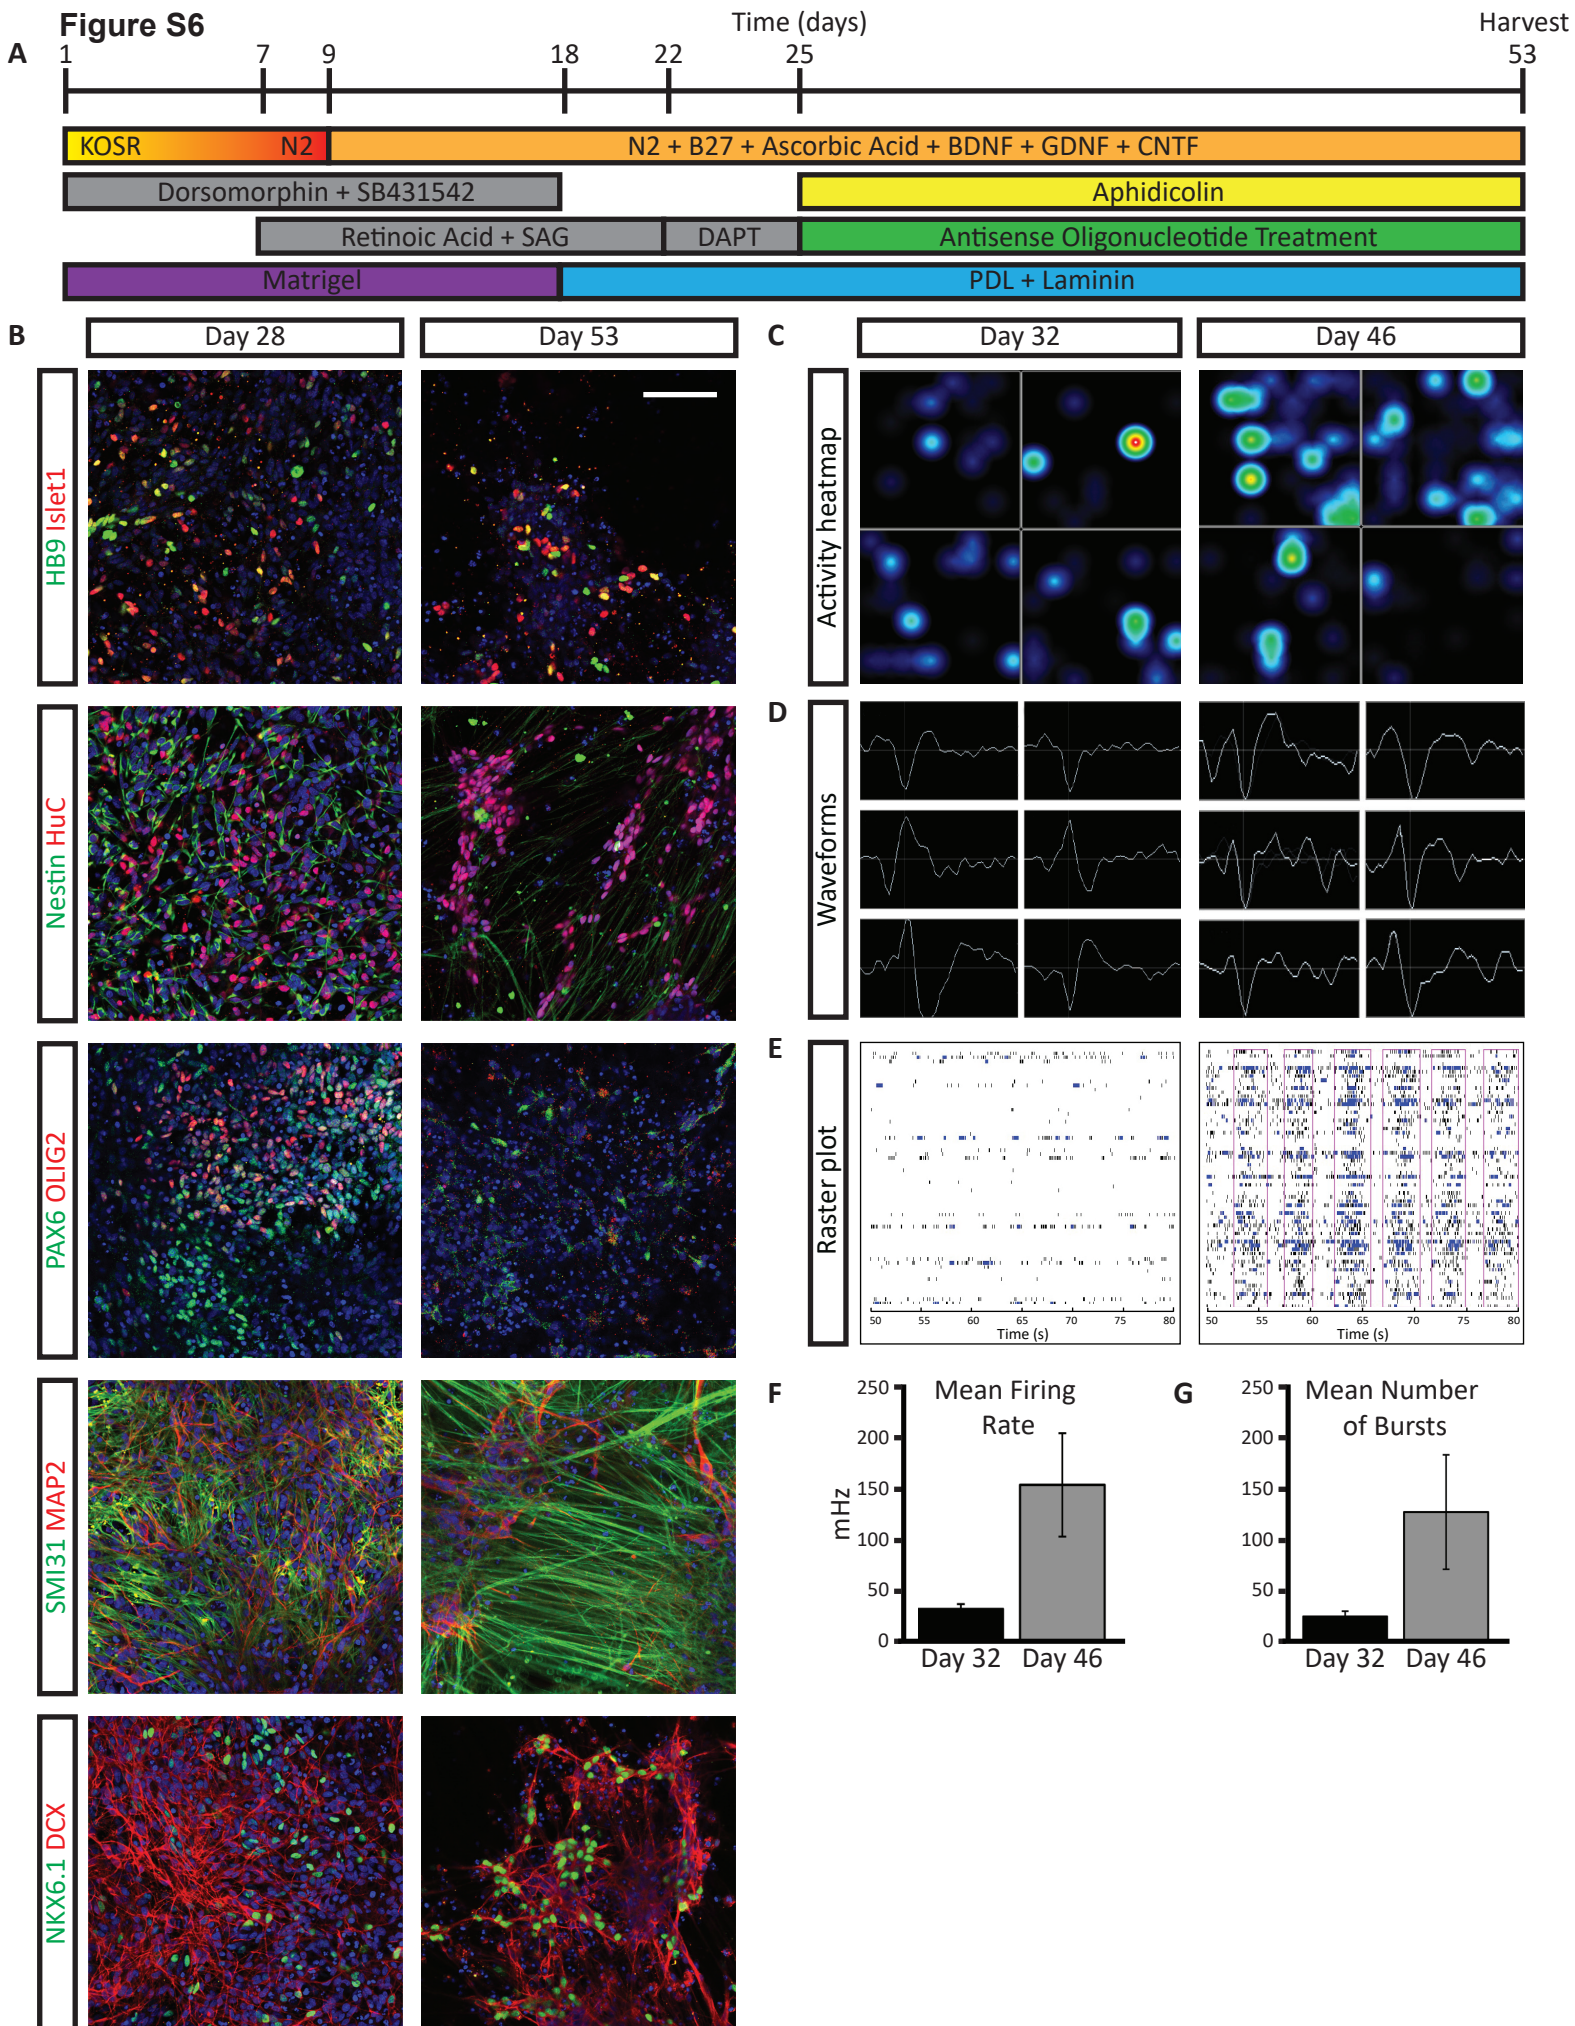 Figure S6
Time (days)
Harvest
A
1 7 9 18 22 25 53
KOSR N2
N2 + B27 + Ascorbic Acid + BDNF + GDNF + CNTF
Dorsomorphin + SB431542
Aphidicolin
Retinoic Acid + SAG
DAPT
Antisense Oligonucleotide Treatment
Matrigel
PDL + Laminin
B
Day 28
Day 53
HB9 Islet1
Nestin HuC
PAX6 OLIG2
SMI31 MAP2
NKX6.1 DCX
C
Day 32
Day 46
Activity heatmap
D
Waveforms
E
Raster plot
50 55 60 65 70 75 80
Time (s)
50 55 60 65 70 75 80
Time (s)
F
Mean Firing
Rate
mHz
250
200
150
100
50
0
Day 32 Day 46
G
Mean Number
of Bursts
250
200
150
100
50
0
Day 32 Day 46